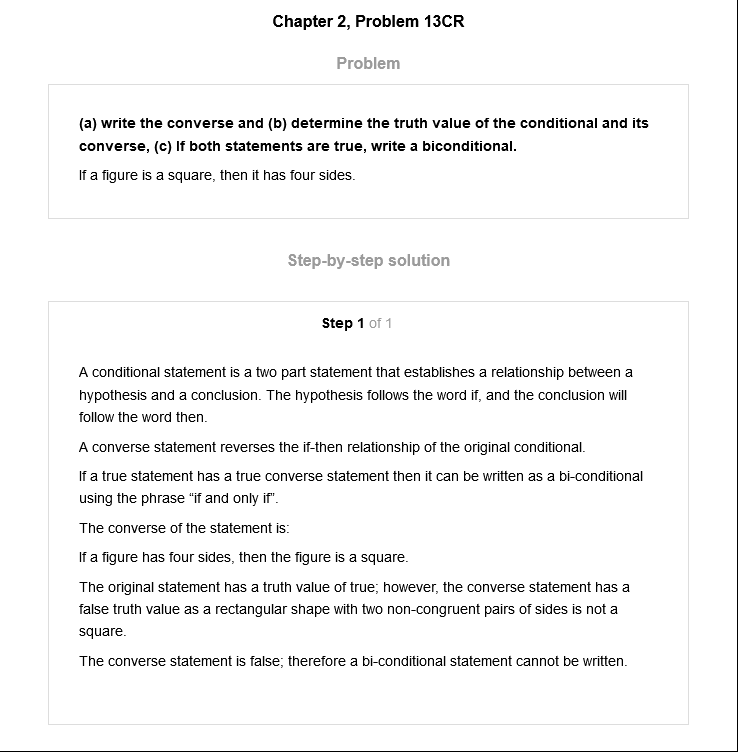 Chapter 2, Problem 13CR
Problem
(a) write the converse and (b) determine the truth value of the conditional and its
converse, (c) If both statements are true, write a biconditional.
If a figure is a square, then it has four sides.
Step-by-step solution
Step 1 of 1
A conditional statement is a two part statement that establishes a relationship between a
hypothesis and a conclusion. The hypothesis follows the word if, and the conclusion will
follow the word then.
A converse statement reverses the if-then relationship of the original conditional.
If a true statement has a true converse statement then it can be written as a bi-conditional
using the phrase “if and only if”.
The converse of the statement is:
If a figure has four sides, then the figure is a square.
The original statement has a truth value of true; however, the converse statement has a
false truth value as a rectangular shape with two non-congruent pairs of sides is not a
square.
The converse statement is false; therefore a bi-conditional statement cannot be written.